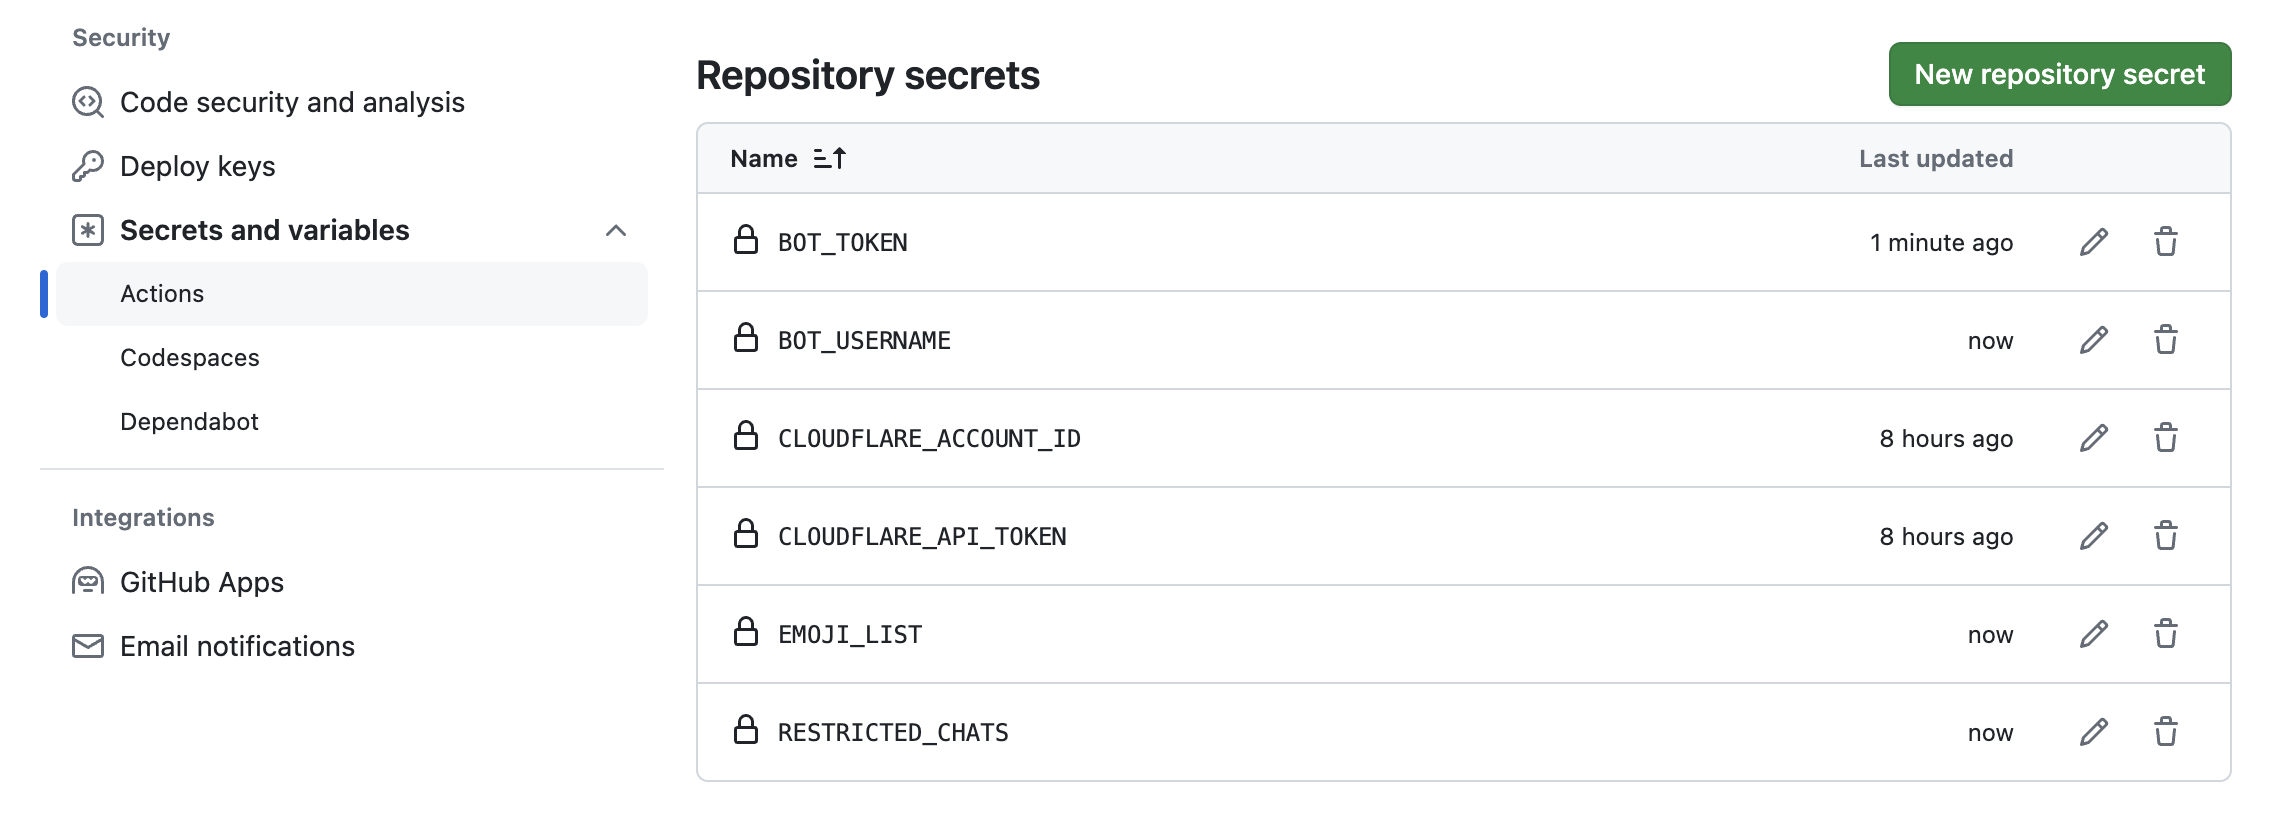 Security
Code security and analysis
Deploy keys
Secrets and variables
Actions
Codespaces
Dependabot
Integrations
GitHub Apps
Email notifications
Repository secrets
New repository secret
Name Last updated
BOT_TOKEN 1 minute ago
BOT_USERNAME now
CLOUDFLARE_ACCOUNT_ID 8 hours ago
CLOUDFLARE_API_TOKEN 8 hours ago
EMOJI_LIST now
RESTRICTED_CHATS now